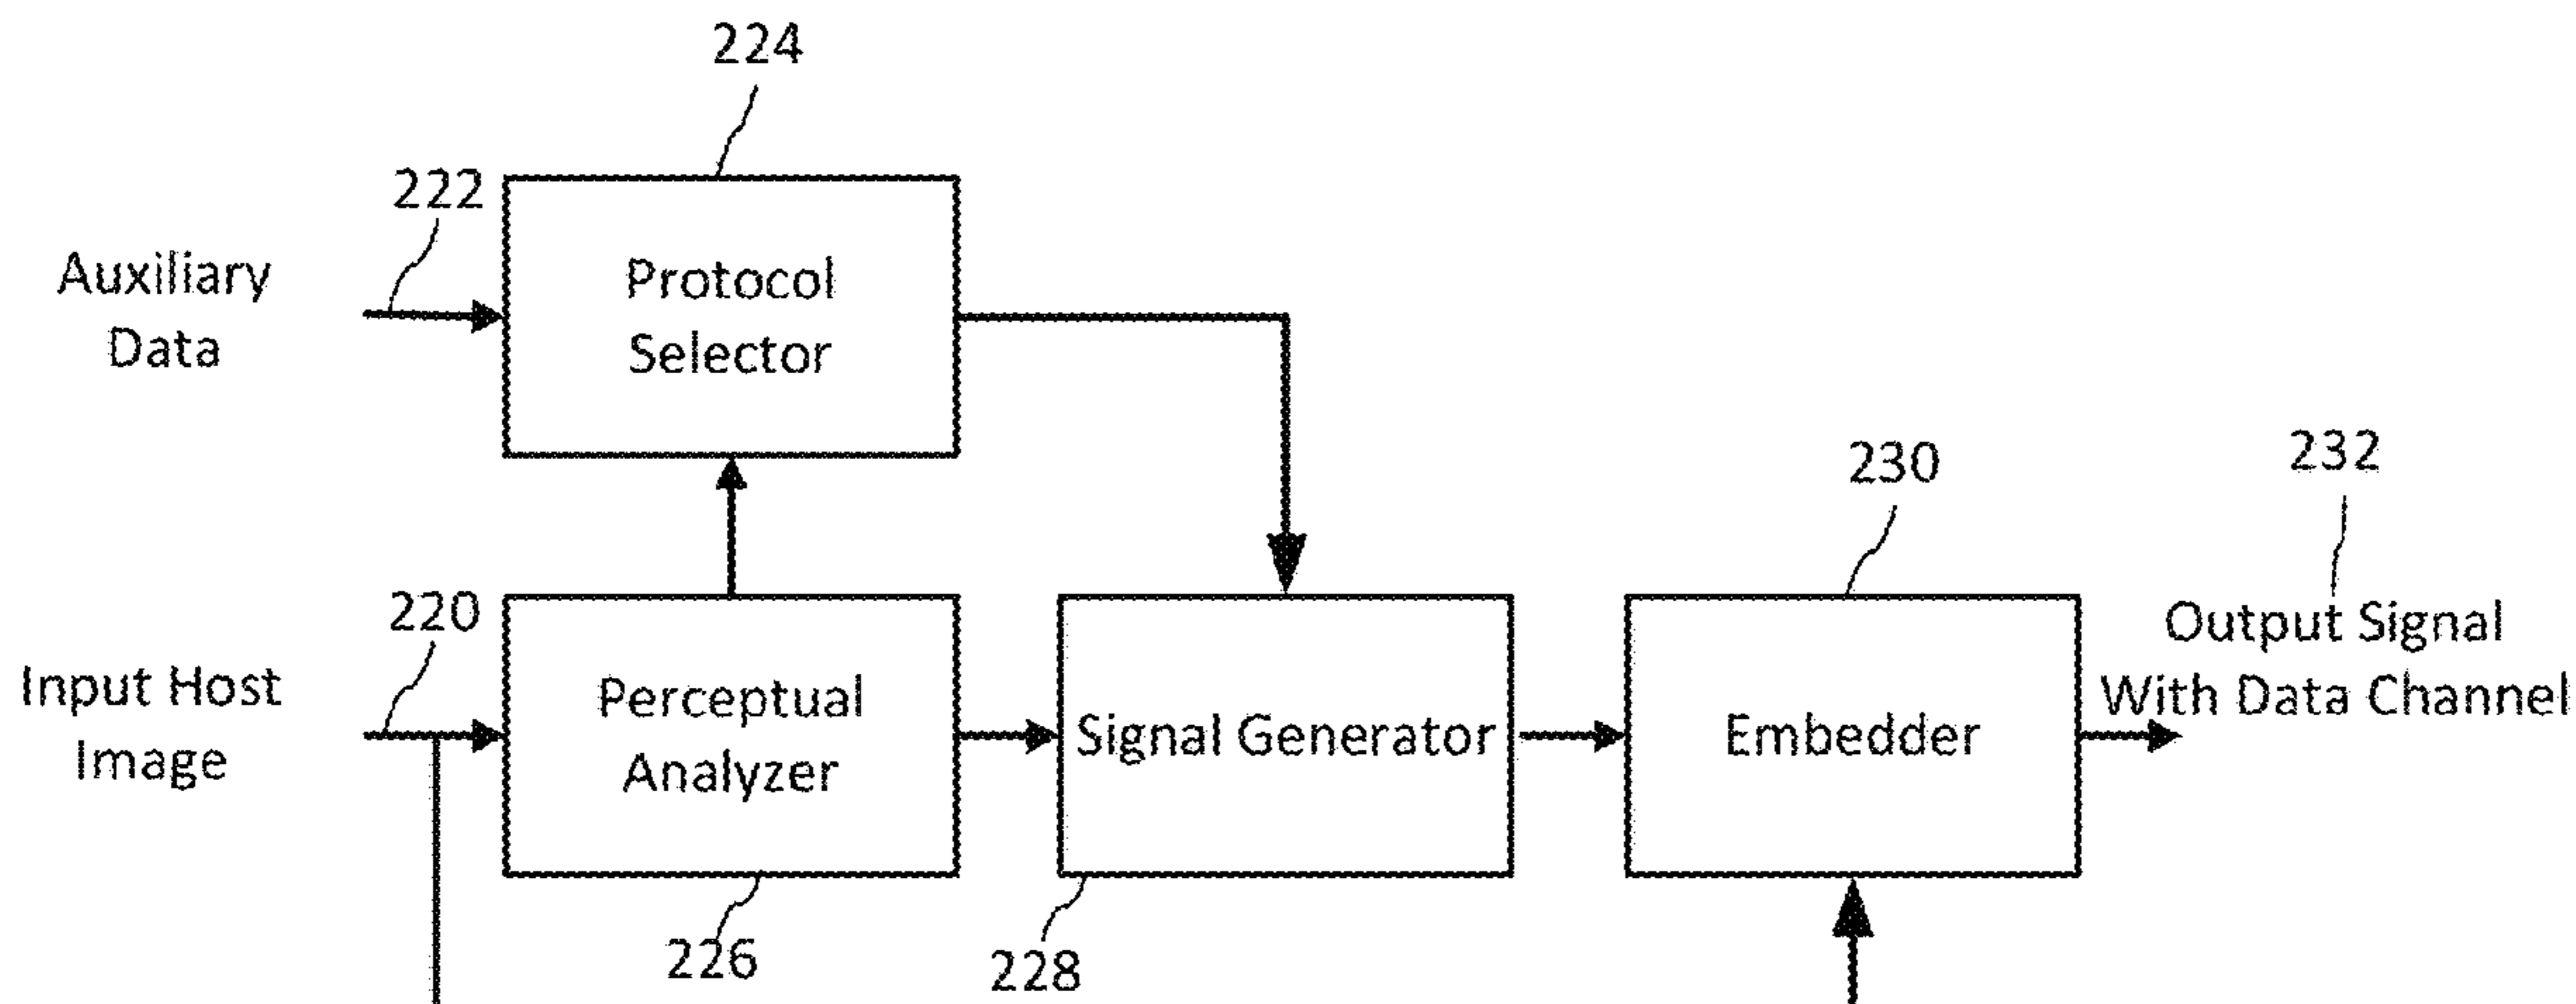 224
222
Auxiliary
Data
Protocol
Selector
230
232
220
Input Host
Image
Perceptual
Analyzer
Signal Generator
Embedder
Output Signal
With Data Channel
226
228